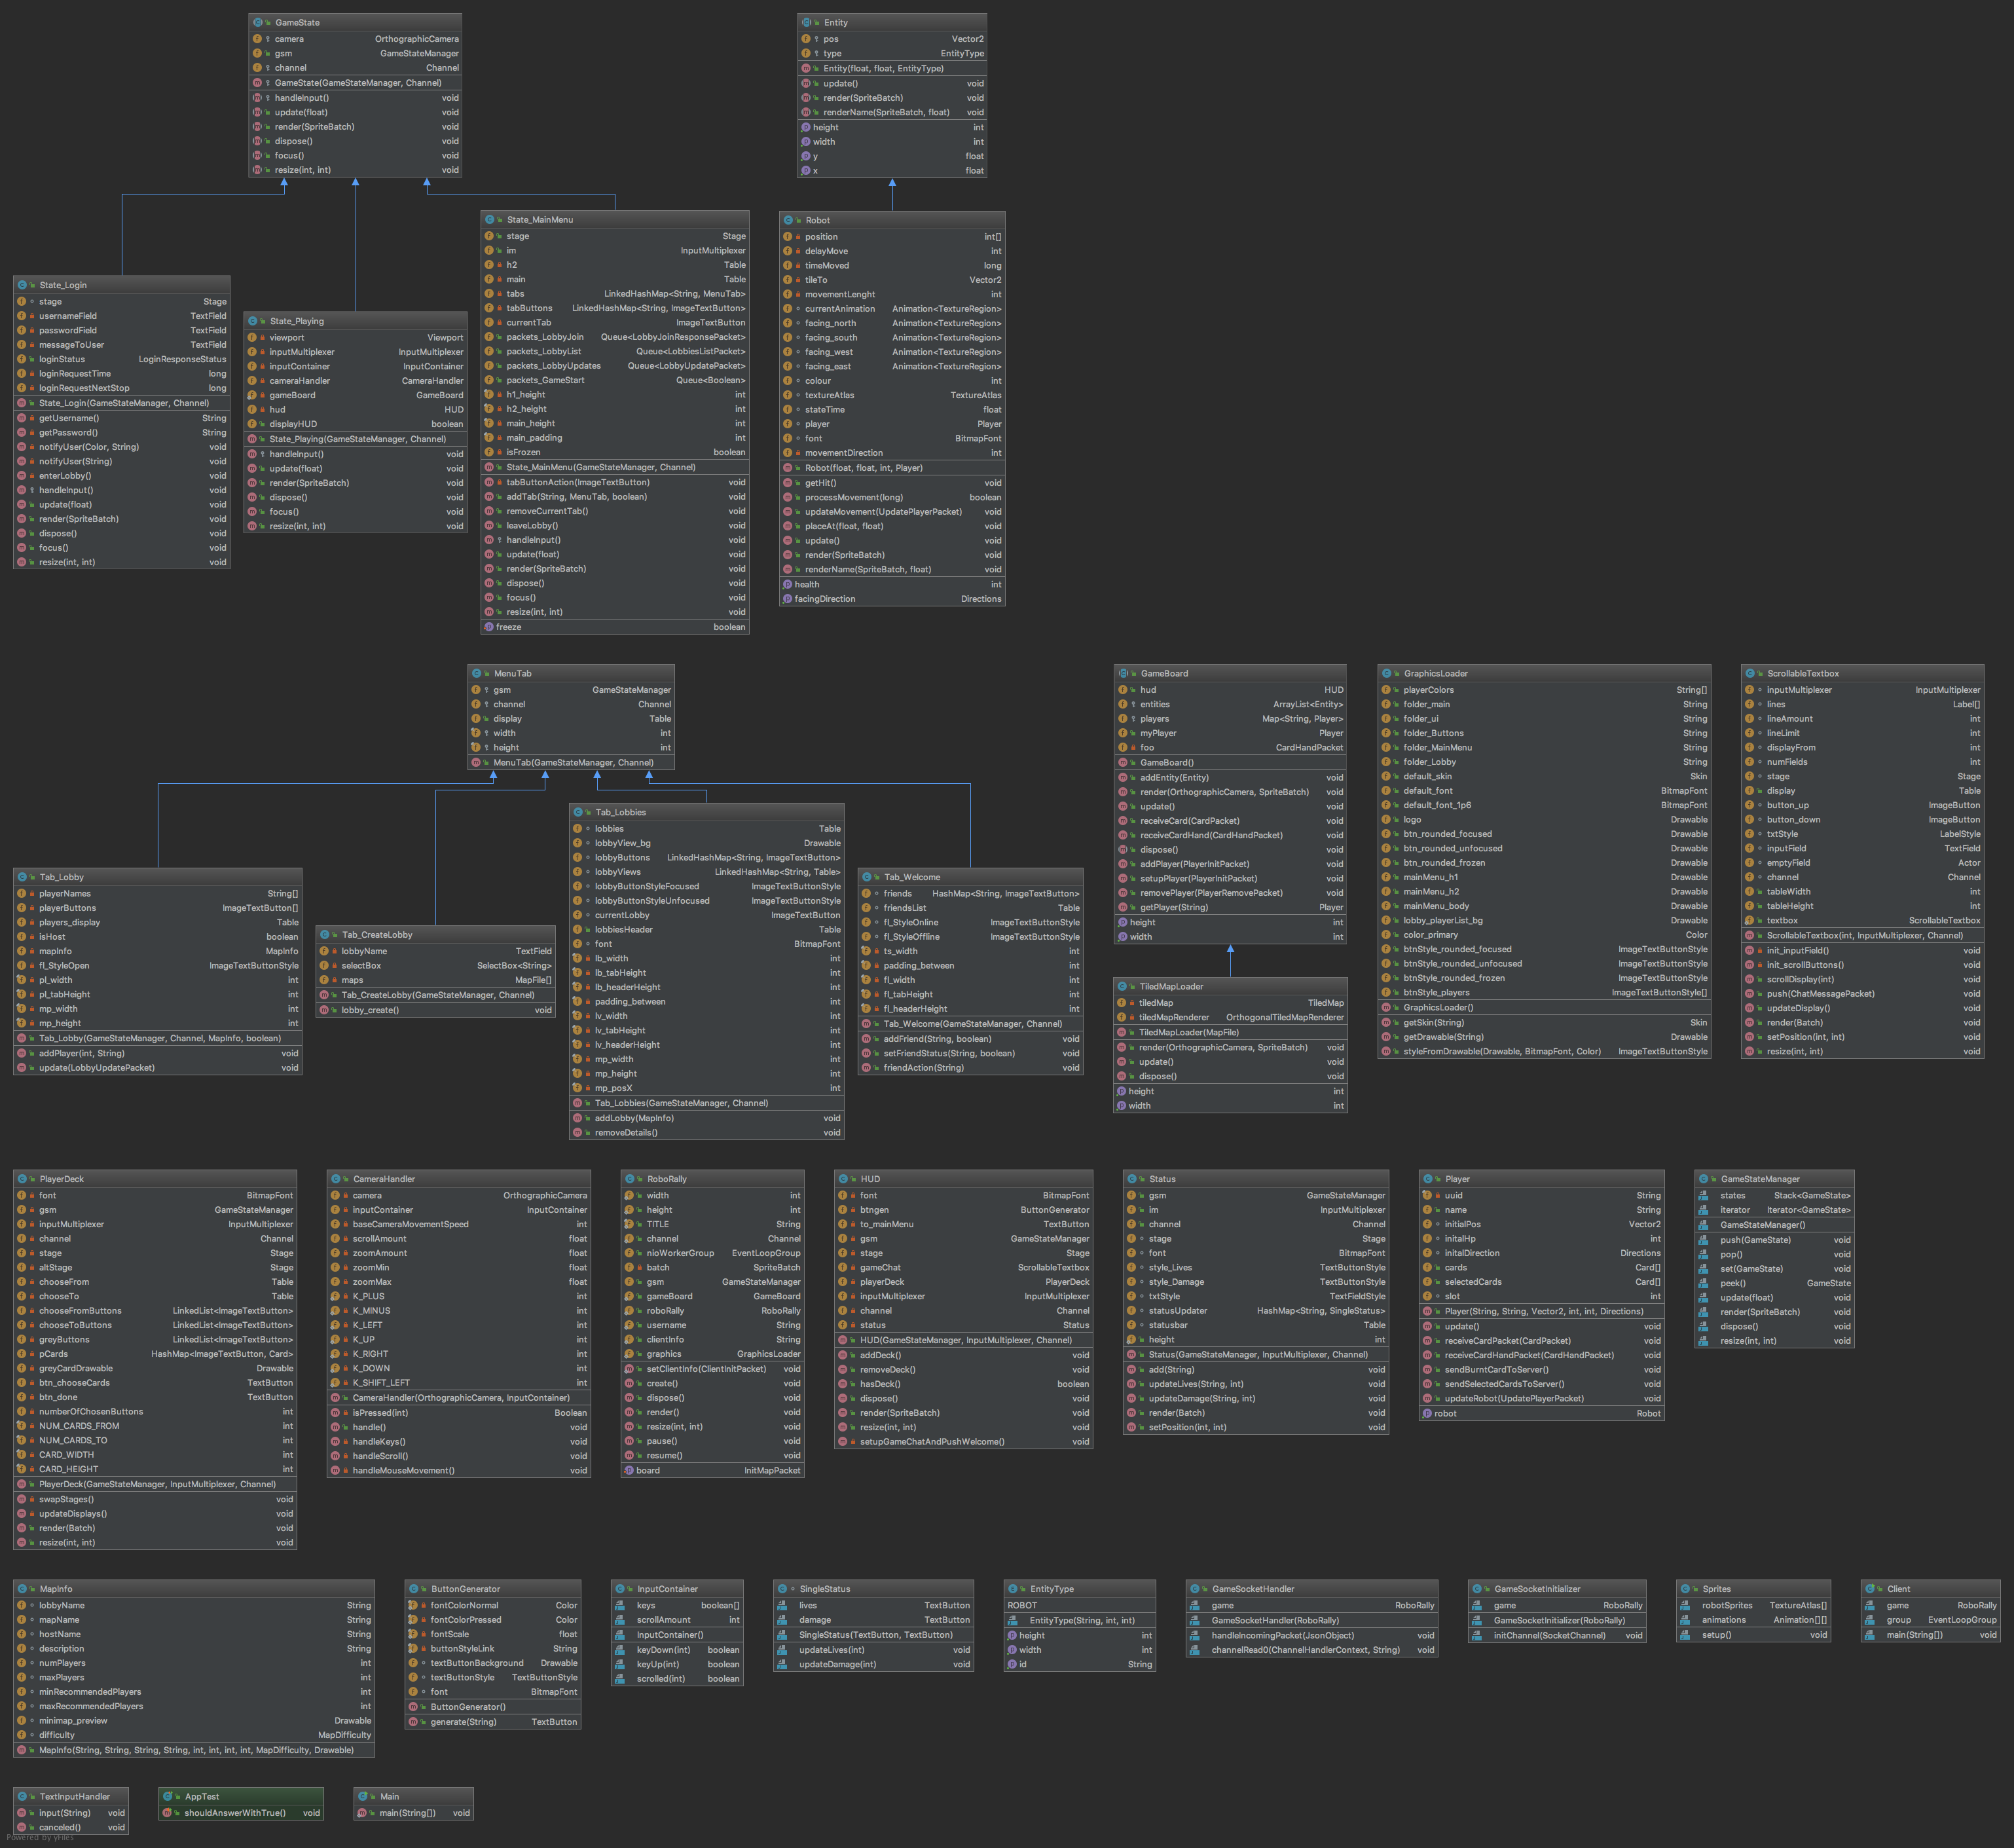 GameState
camera OrthographicCamera
gsm GameStateManager
channel Channel
GameState(GameStateManager, Channel)
handleInput() void
update(float) void
render(SpriteBatch) void
dispose() void
focus() void
resize(int, int) void
Entity
pos Vector2
type EntityType
Entity(float, float, EntityType)
update() void
render(SpriteBatch) void
renderName(SpriteBatch, float) void
height int
width int
y float
x float
State_Login
stage Stage
usernameField TextField
passwordField TextField
messageToUser TextField
loginStatus LoginResponseStatus
loginRequestTime long
loginRequestNextStop long
State_Login(GameStateManager, Channel)
getUsername() String
getPassword() String
notifyUser(Color, String) void
notifyUser(String) void
enterLobby() void
handleInput() void
update(float) void
render(SpriteBatch) void
dispose() void
focus() void
resize(int, int) void
State_Playing
viewport Viewport
inputMultiplexer InputMultiplexer
inputContainer InputContainer
cameraHandler CameraHandler
gameBoard GameBoard
hud HUD
displayHUD boolean
State_Playing(GameStateManager, Channel)
handleInput() void
update(float) void
render(SpriteBatch) void
dispose() void
focus() void
resize(int, int) void
State_MainMenu
stage Stage
im InputMultiplexer
h2 Table
main Table
tabs LinkedHashMap<String, MenuTab>
tabButtons LinkedHashMap<String, ImageTextButton>
currentTab ImageTextButton
packets_LobbyJoin Queue<LobbyJoinResponsePacket>
packets_LobbyList Queue<LobbiesListPacket>
packets_LobbyUpdates Queue<LobbyUpdatePacket>
packets_GameStart Queue<Boolean>
h1_height int
h2_height int
main_height int
main_padding int
isFrozen boolean
State_MainMenu(GameStateManager, Channel)
tabButtonAction(ImageTextButton) void
addTab(String, MenuTab, boolean) void
removeCurrentTab() void
leaveLobby() void
handleInput() void
update(float) void
render(SpriteBatch) void
dispose() void
focus() void
resize(int, int) void
freeze boolean
Robot
position int[]
delayMove int
timeMoved long
tileTo Vector2
movementLenght int
currentAnimation Animation<TextureRegion>
facing_north Animation<TextureRegion>
facing_south Animation<TextureRegion>
facing_west Animation<TextureRegion>
facing_east Animation<TextureRegion>
colour int
textureAtlas TextureAtlas
stateTime float
player Player
font BitmapFont
movementDirection int
Robot(float, float, int, Player)
getHit() void
processMovement(long) boolean
updateMovement(UpdatePlayerPacket) void
placeAt(float, float) void
update() void
render(SpriteBatch) void
renderName(SpriteBatch, float) void
health int
facingDirection Directions
MenuTab
gsm GameStateManager
channel Channel
display Table
width int
height int
MenuTab(GameStateManager, Channel)
Tab_Lobby
playerNames String[]
playerButtons ImageTextButton[]
players_display Table
isHost boolean
mapInfo MapInfo
fl_StyleOpen ImageTextButtonStyle
pl_width int
pl_tabHeight int
mp_width int
mp_height int
Tab_Lobby(GameStateManager, Channel, MapInfo, boolean)
addPlayer(int, String) void
update(LobbyUpdatePacket) void
Tab_CreateLobby
lobbyName TextField
selectBox SelectBox<String>
maps MapFile[]
Tab_CreateLobby(GameStateManager, Channel)
lobby_create() void
Tab_Lobbies
lobbies Table
lobbyView_bg Drawable
lobbyButtons LinkedHashMap<String, ImageTextButton>
lobbyViews LinkedHashMap<String, Table>
lobbyButtonStyleFocused ImageTextButtonStyle
lobbyButtonStyleUnfocused ImageTextButtonStyle
currentLobby ImageTextButton
lobbiesHeader Table
font BitmapFont
lb_width int
lb_tabHeight int
lb_headerHeight int
padding_between int
lv_width int
lv_tabHeight int
lv_headerHeight int
mp_width int
mp_height int
mp_posX int
Tab_Lobbies(GameStateManager, Channel)
addLobby(MapInfo) void
removeDetails() void
Tab_Welcome
friends HashMap<String, ImageTextButton>
friendsList Table
fl_StyleOnline ImageTextButtonStyle
fl_StyleOffline ImageTextButtonStyle
ts_width int
padding_between int
fl_width int
fl_tabHeight int
fl_headerHeight int
Tab_Welcome(GameStateManager, Channel)
addFriend(String, boolean) void
setFriendStatus(String, boolean) void
friendAction(String) void
GameBoard
hud HUD
entities ArrayList<Entity>
players Map<String, Player>
myPlayer Player
foo CardHandPacket
GameBoard()
addEntity(Entity) void
render(OrthographicCamera, SpriteBatch) void
update() void
receiveCard(CardPacket) void
receiveCardHand(CardHandPacket) void
dispose() void
addPlayer(PlayerInitPacket) void
setupPlayer(PlayerInitPacket) void
removePlayer(PlayerRemovePacket) void
getPlayer(String) Player
height int
width int
TiledMapLoader
tiledMap TiledMap
tiledMapRenderer OrthogonalTiledMapRenderer
TiledMapLoader(MapFile)
render(OrthographicCamera, SpriteBatch) void
update() void
dispose() void
height int
width int
GraphicsLoader
playerColors String[]
folder_main String
folder_ui String
folder_Buttons String
folder_MainMenu String
folder_Lobby String
default_skin Skin
default_font BitmapFont
default_font_1p6 BitmapFont
logo Drawable
btn_rounded_focused Drawable
btn_rounded_unfocused Drawable
btn_rounded_frozen Drawable
mainMenu_h1 Drawable
mainMenu_h2 Drawable
mainMenu_body Drawable
lobby_playerList_bg Drawable
color_primary Color
btnStyle_rounded_focused ImageTextButtonStyle
btnStyle_rounded_unfocused ImageTextButtonStyle
btnStyle_rounded_frozen ImageTextButtonStyle
btnStyle_players ImageTextButtonStyle[]
GraphicsLoader()
getSkin(String) Skin
getDrawable(String) Drawable
styleFromDrawable(Drawable, BitmapFont, Color) ImageTextButtonStyle
ScrollableTextbox
inputMultiplexer InputMultiplexer
lines Label[]
lineAmount int
lineLimit int
displayFrom int
numFields int
stage Stage
display Table
button_up ImageButton
button_down ImageButton
txtStyle LabelStyle
inputField TextField
emptyField Actor
channel Channel
tableWidth int
tableHeight int
textbox ScrollableTextbox
ScrollableTextbox(int, InputMultiplexer, Channel)
init_inputField() void
init_scrollButtons() void
scrollDisplay(int) void
push(ChatMessagePacket) void
updateDisplay() void
render(Batch) void
setPosition(int, int) void
resize(int, int) void
PlayerDeck
font BitmapFont
gsm GameStateManager
inputMultiplexer InputMultiplexer
channel Channel
stage Stage
altStage Stage
chooseFrom Table
chooseTo Table
chooseFromButtons LinkedList<ImageTextButton>
chooseToButtons LinkedList<ImageTextButton>
greyButtons LinkedList<ImageTextButton>
pCards HashMap<ImageTextButton, Card>
greyCardDrawable Drawable
btn_chooseCards TextButton
btn_done TextButton
numberOfChosenButtons int
NUM_CARDS_FROM int
NUM_CARDS_TO int
CARD_WIDTH int
CARD_HEIGHT int
PlayerDeck(GameStateManager, InputMultiplexer, Channel)
swapStages() void
updateDisplays() void
render(Batch) void
resize(int, int) void
CameraHandler
camera OrthographicCamera
inputContainer InputContainer
baseCameraMovementSpeed int
scrollAmount float
zoomAmount float
zoomMin float
zoomMax float
K_PLUS int
K_MINUS int
K_LEFT int
K_UP int
K_RIGHT int
K_DOWN int
K_SHIFT_LEFT int
CameraHandler(OrthographicCamera, InputContainer)
isPressed(int) Boolean
handle() void
handleKeys() void
handleScroll() void
handleMouseMovement() void
RoboRally
width int
height int
TITLE String
channel Channel
nioWorkerGroup EventLoopGroup
batch SpriteBatch
gsm GameStateManager
gameBoard GameBoard
roboRally RoboRally
username String
clientInfo String
graphics GraphicsLoader
setClientInfo(ClientInitPacket) void
create() void
dispose() void
render() void
resize(int, int) void
pause() void
resume() void
board InitMapPacket
HUD
font BitmapFont
btngen ButtonGenerator
to_mainMenu TextButton
gsm GameStateManager
stage Stage
gameChat ScrollableTextbox
playerDeck PlayerDeck
inputMultiplexer InputMultiplexer
channel Channel
status Status
HUD(GameStateManager, InputMultiplexer, Channel)
addDeck() void
removeDeck() void
hasDeck() boolean
dispose() void
render(SpriteBatch) void
resize(int, int) void
setupGameChatAndPushWelcome() void
Status
gsm GameStateManager
im InputMultiplexer
channel Channel
stage Stage
font BitmapFont
style_Lives TextButtonStyle
style_Damage TextButtonStyle
txtStyle TextFieldStyle
statusUpdater HashMap<String, SingleStatus>
statusbar Table
height int
Status(GameStateManager, InputMultiplexer, Channel)
add(String) void
updateLives(String, int) void
updateDamage(String, int) void
render(Batch) void
setPosition(int, int) void
Player
uuid String
name String
initialPos Vector2
initalHp int
initalDirection Directions
cards Card[]
selectedCards Card[]
slot int
Player(String, String, Vector2, int, int, Directions)
update() void
receiveCardPacket(CardPacket) void
receiveCardHandPacket(CardHandPacket) void
sendBurntCardToServer() void
sendSelectedCardsToServer() void
updateRobot(UpdatePlayerPacket) void
robot Robot
GameStateManager
states Stack<GameState>
iterator Iterator<GameState>
GameStateManager()
push(GameState) void
pop() void
set(GameState) void
peek() GameState
update(float) void
render(SpriteBatch) void
dispose() void
resize(int, int) void
MapInfo
lobbyName String
mapName String
hostName String
description String
numPlayers int
maxPlayers int
minRecommendedPlayers int
maxRecommendedPlayers int
minimap_preview Drawable
difficulty MapDifficulty
MapInfo(String, String, String, String, int, int, int, int, MapDifficulty, Drawable)
ButtonGenerator
fontColorNormal Color
fontColorPressed Color
fontScale float
buttonStyleLink String
textButtonBackground Drawable
textButtonStyle TextButtonStyle
font BitmapFont
ButtonGenerator()
generate(String) TextButton
InputContainer
keys boolean[]
scrollAmount int
InputContainer()
keyDown(int) boolean
keyUp(int) boolean
scrolled(int) boolean
SingleStatus
lives TextButton
damage TextButton
SingleStatus(TextButton, TextButton)
updateLives(int) void
updateDamage(int) void
EntityType
ROBOT
EntityType(String, int, int)
height int
width int
id String
GameSocketHandler
game RoboRally
GameSocketHandler(RoboRally)
handleIncomingPacket(JsonObject) void
channelRead0(ChannelHandlerContext, String) void
GameSocketInitializer
game RoboRally
GameSocketInitializer(RoboRally)
initChannel(SocketChannel) void
Sprites
robotSprites TextureAtlas[]
animations Animation[][]
setup() void
Client
game RoboRally
group EventLoopGroup
main(String[]) void
TextInputHandler
input(String) void
canceled() void
AppTest
shouldAnswerWithTrue() void
Main
main(String[]) void
Powered by yFiles